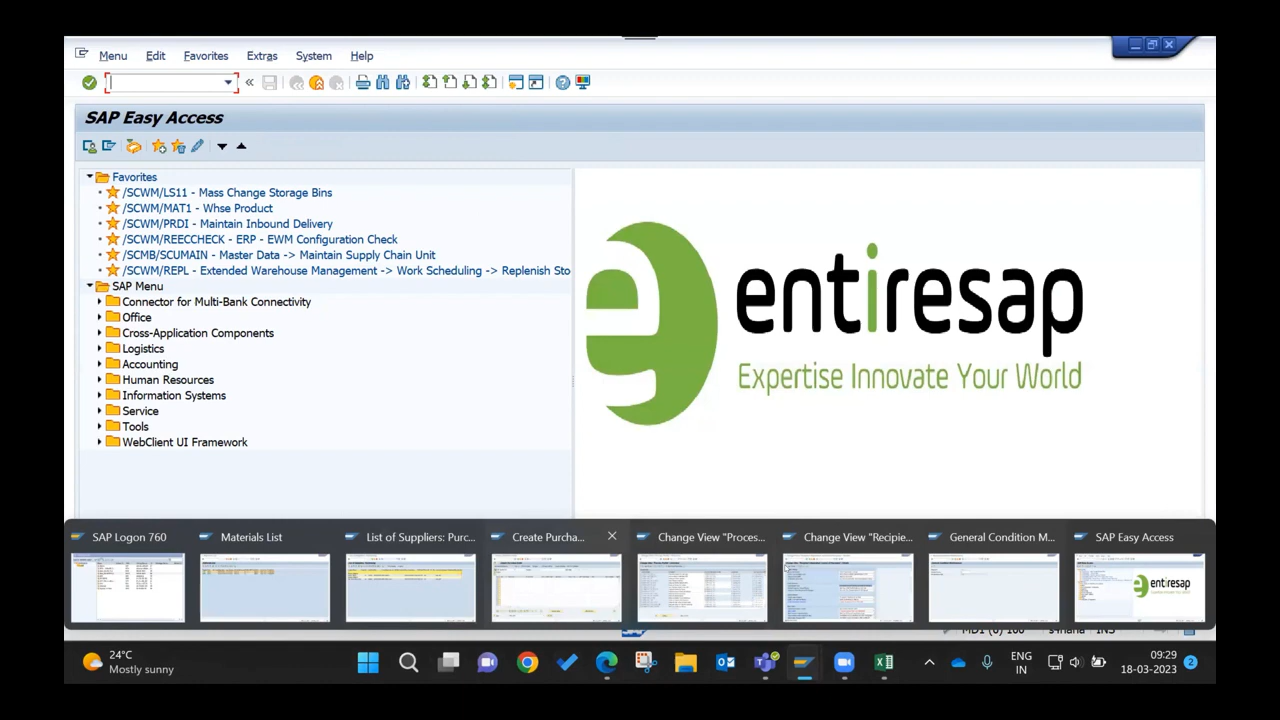 Menu Edit Favorites Extras System Help
SAP Easy Access
Favorites
/SCWM/LS11 - Mass Change Storage Bins
/SCWM/MAT1 - Whse Product
/SCWM/PRDI - Maintain Inbound Delivery
/SCWM/REECCHECK - ERP - EWM Configuration Check
/SCMB/SCUMAIN - Master Data -> Maintain Supply Chain Unit
/SCWM/REPL - Extended Warehouse Management -> Work Scheduling -> Replenish Sto
SAP Menu
Connector for Multi-Bank Connectivity
Office
Cross-Application Components
Logistics
Accounting
Human Resources
Information Systems
Service
Tools
WebClient UI Framework
entiresap
Expertise Innovate Your World
SAP Logon 760 Materials List List of Suppliers: Purc... Create Purcha... Change View "Proces... Change View "Recipie... General Condition M... SAP Easy Access
24°C
Mostly sunny
ENG
IN
09:29
18-03-2023
2